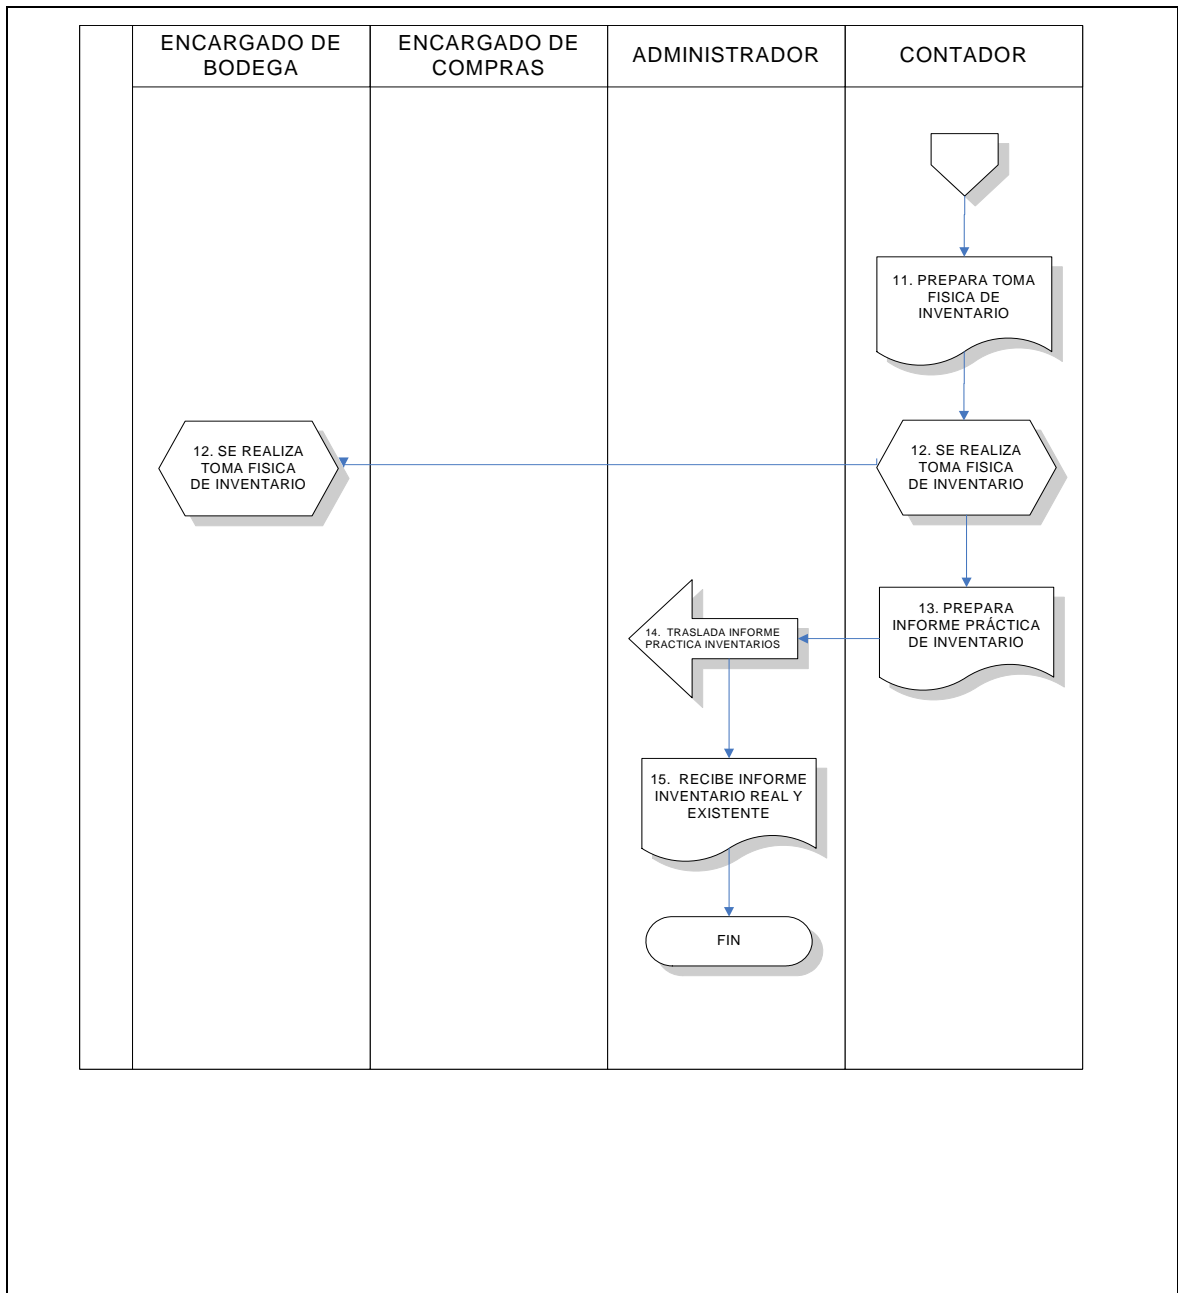 ENCARGADO DE
BODEGA
ENCARGADO DE
COMPRAS
ADMINISTRADOR
CONTADOR
11. PREPARA TOMA
FISICA DE
INVENTARIO
12. SE REALIZA
TOMA FISICA
DE INVENTARIO
12. SE REALIZA
TOMA FISICA
DE INVENTARIO
13. PREPARA
INFORME PRÁCTICA
DE INVENTARIO
14. TRASLADA INFORME
PRACTICA INVENTARIOS
15. RECIBE INFORME
INVENTARIO REAL Y
EXISTENTE
FIN